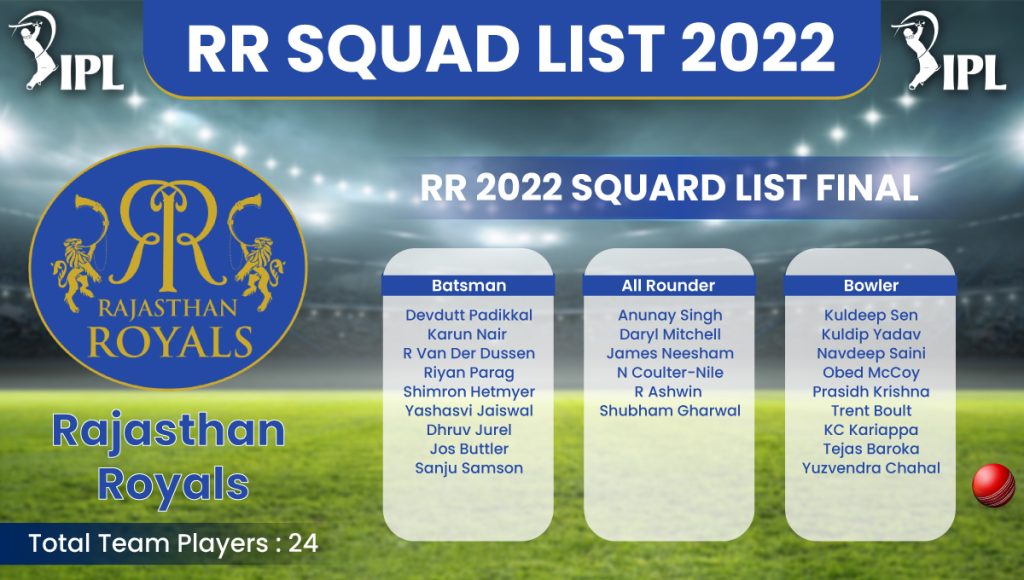 IPL
RR SQUAD LIST 2022
IPL
RR 2022 SQUARD LIST FINAL
RR
RAJASTHAN
ROYALS
Rajasthan
Royals
Total Team Players : 24
Batsman
Devdutt Padikkal
Karun Nair
R Van Der Dussen
Riyan Parag
Shimron Hetmyer
Yashasvi Jaiswal
Dhruv Jurel
Jos Buttler
Sanju Samson
All Rounder
Anunay Singh
Daryl Mitchell
James Neesham
N Coulter-Nile
R Ashwin
Shubham Gharwal
Bowler
Kuldeep Sen
Kuldip Yadav
Navdeep Saini
Obed McCoy
Prasidh Krishna
Trent Boult
KC Kariappa
Tejas Baroka
Yuzvendra Chahal